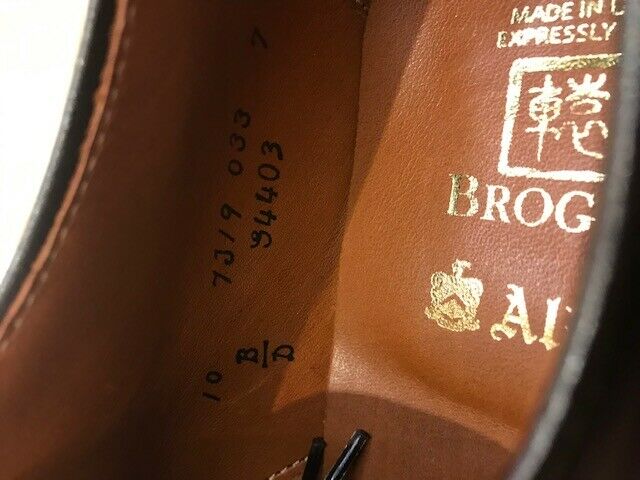 MADE IN
EXPRESSLY
BROG
10 B/D 7319 033 7
94403